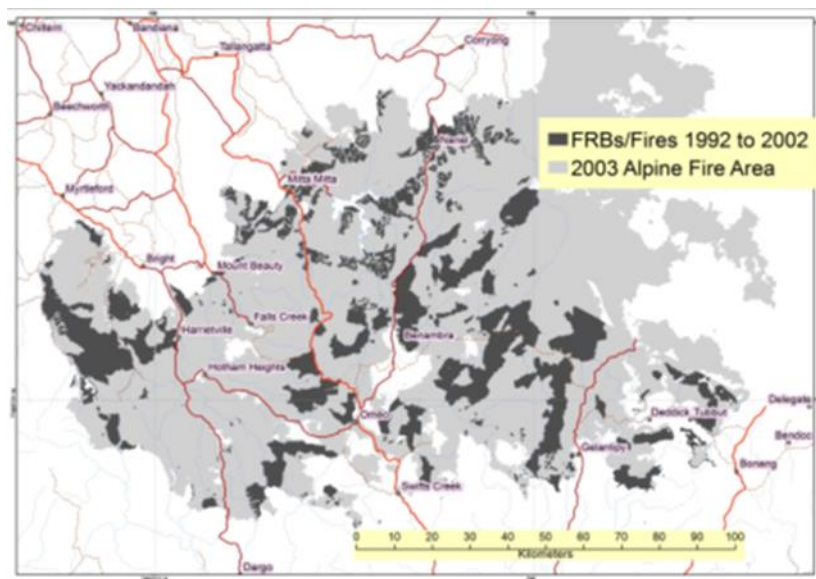 Chiltern
Bandiana
Tallangatta
Corryong
Yackandandah
Beechworth
FRBs/Fires 1992 to 2002
2003 Alpine Fire Area
Nariel
Mitta Mitta
Myrtleford
Bright
Mount Beauty
Falls Creek
Harrietville
Benambra
Hotham Heights
Omeo
Deddick
Tubbut
Delegate
Bendoc
Gelantipy
Bonang
Swifts Creek
0 10 20 30 40 50 60 70 80 90 100
Kilometers
Dargo